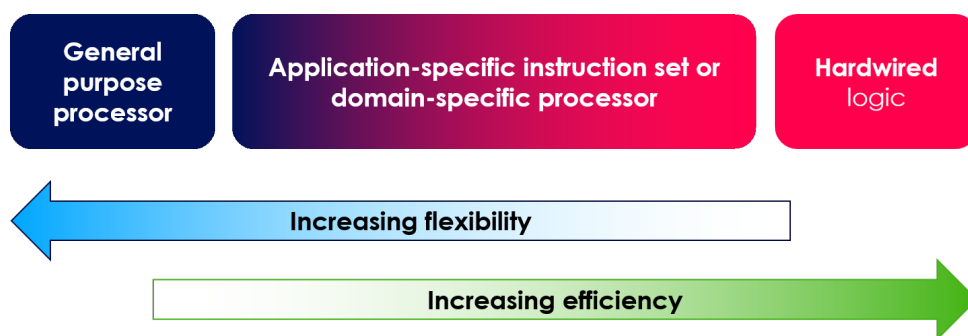 General
purpose
processor
Application-specific instruction set or
domain-specific processor
Hardwired
logic
Increasing flexibility
Increasing efficiency